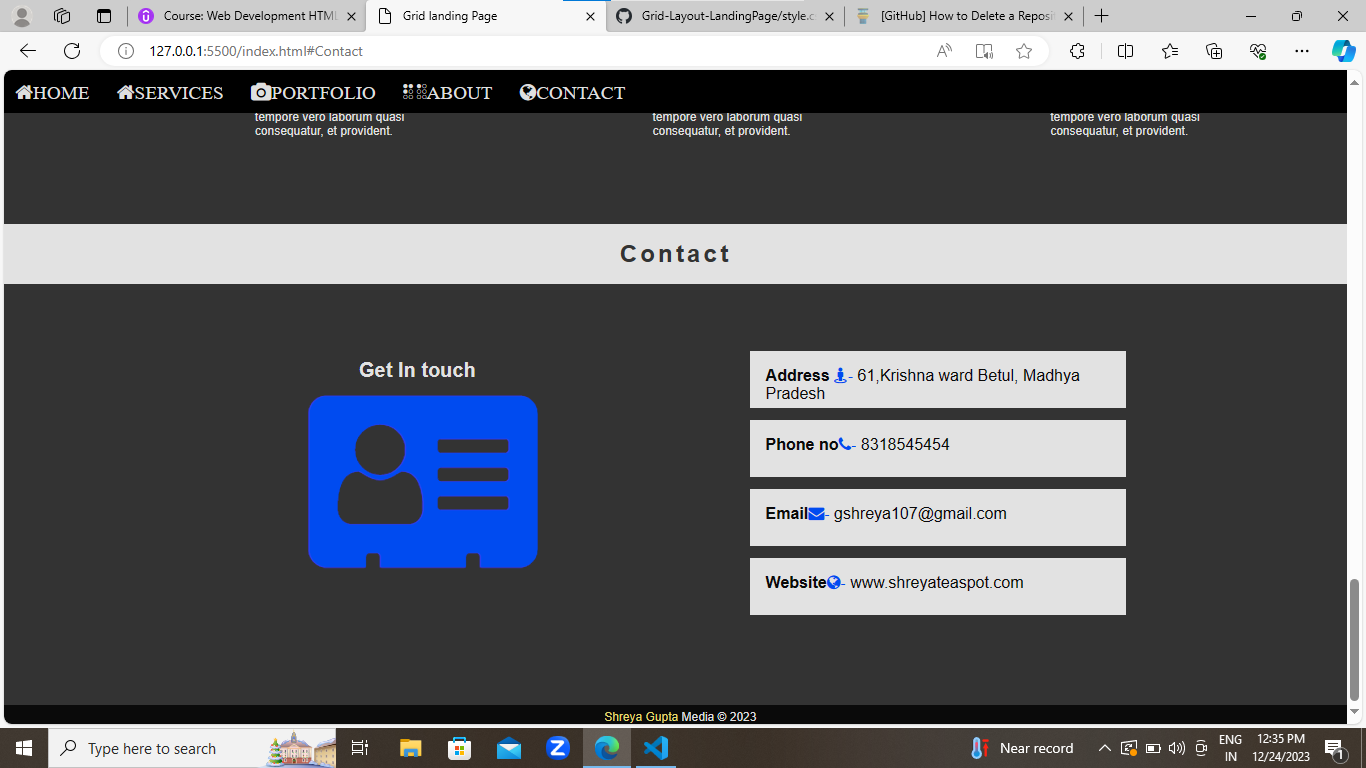 Course: Web Development HTML
Grid landing Page
Grid-Layout-LandingPage/style.c
[GitHub] How to Delete a Reposit
127.0.0.1:5500/index.html#Contact
HOME SERVICES PORTFOLIO ABOUT CONTACT
tempore vero laborum quasi tempore vero laborum quasi tempore vero laborum quasi
consequatur, et provident. consequatur, et provident. consequatur, et provident.
Contact
Get In touch
Address - 61,Krishna ward Betul, Madhya
Pradesh
Phone no- 8318545454
Email- gshreya107@gmail.com
Website- www.shreyateaspot.com
Shreya Gupta Media © 2023
Type here to search
Near record
ENG
IN
12:35 PM
12/24/2023
1